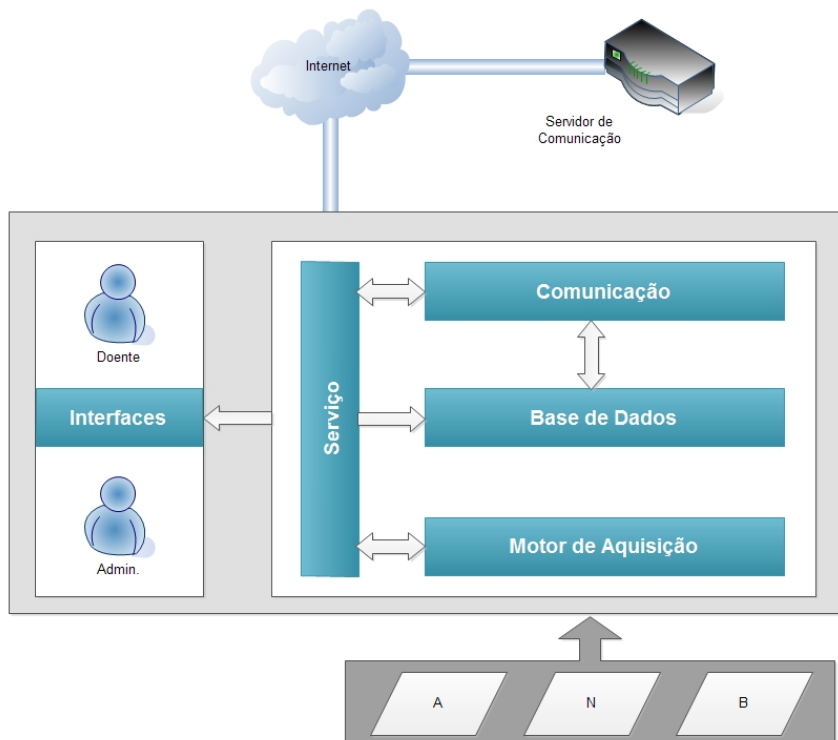 Internet
Servidor de
Comunicação
Doente
Interfaces
Admin.
Serviço
Comunicação
Base de Dados
Motor de Aquisição
A
N
B